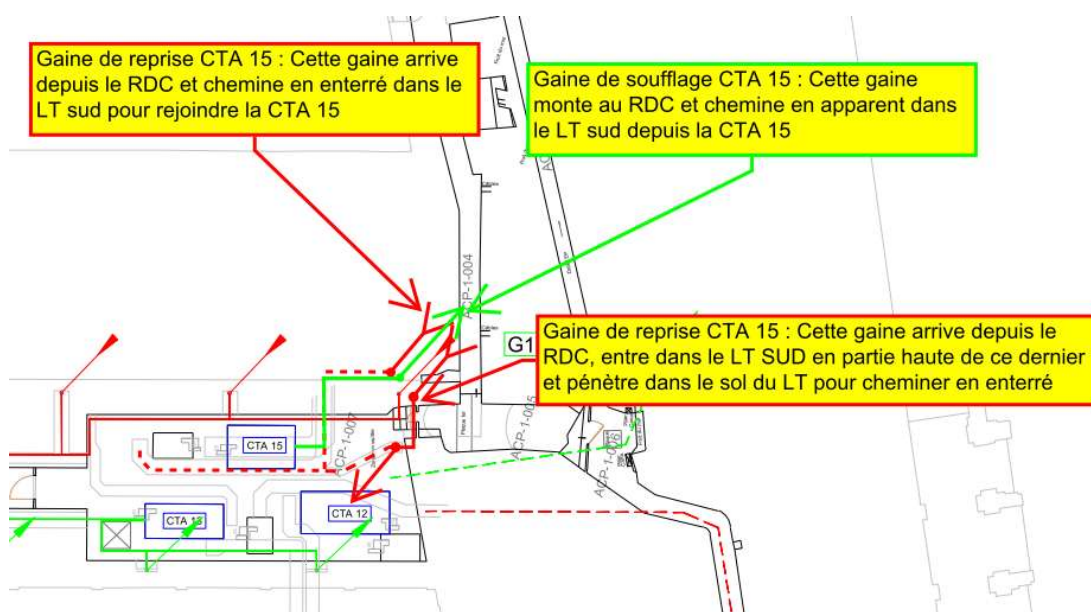 Gaine de reprise CTA 15 : Cette gaine arrive
depuis le RDC et chemine en enterré dans le
LT sud pour rejoindre la CTA 15
Gaine de soufflage CTA 15 : Cette gaine
monte au RDC et chemine en apparent dans
le LT sud depuis la CTA 15
ACP-1-004
G1
Gaine de reprise CTA 15 : Cette gaine arrive depuis le
RDC, entre dans le LT SUD en partie haute de ce dernier
et pénètre dans le sol du LT pour cheminer en enterré
ACP-1-007
ACP-1-005
ACP-1-006
CTA 15
CTA 13
CTA 12